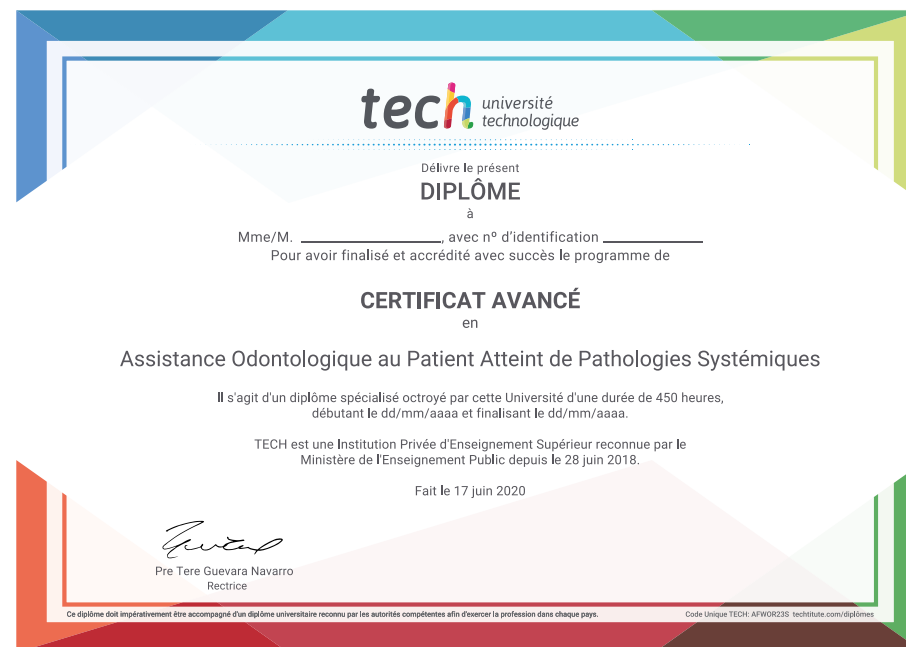 tech université
technologique
Délivre le présent
DIPLÔME
à
Mme/M. ____________________, avec nº d'identification ______________
Pour avoir finalisé et accrédité avec succès le programme de
CERTIFICAT AVANCÉ
en
Assistance Odontologique au Patient Atteint de Pathologies Systémiques
Il s'agit d'un diplôme spécialisé octroyé par cette Université d'une durée de 450 heures,
débutant le dd/mm/aaaa et finalisant le dd/mm/aaaa.
TECH est une Institution Privée d'Enseignement Supérieur reconnue par le
Ministère de l'Enseignement Public depuis le 28 juin 2018.
Fait le 17 juin 2020
Pre Tere Guevara Navarro
Rectrice
Ce diplôme doit impérativement être accompagné d'un diplôme universitaire reconnu par les autorités compétentes afin d'exercer la profession dans chaque pays.
Code Unique TECH: AFWOR23S techtitute.com/diplômes